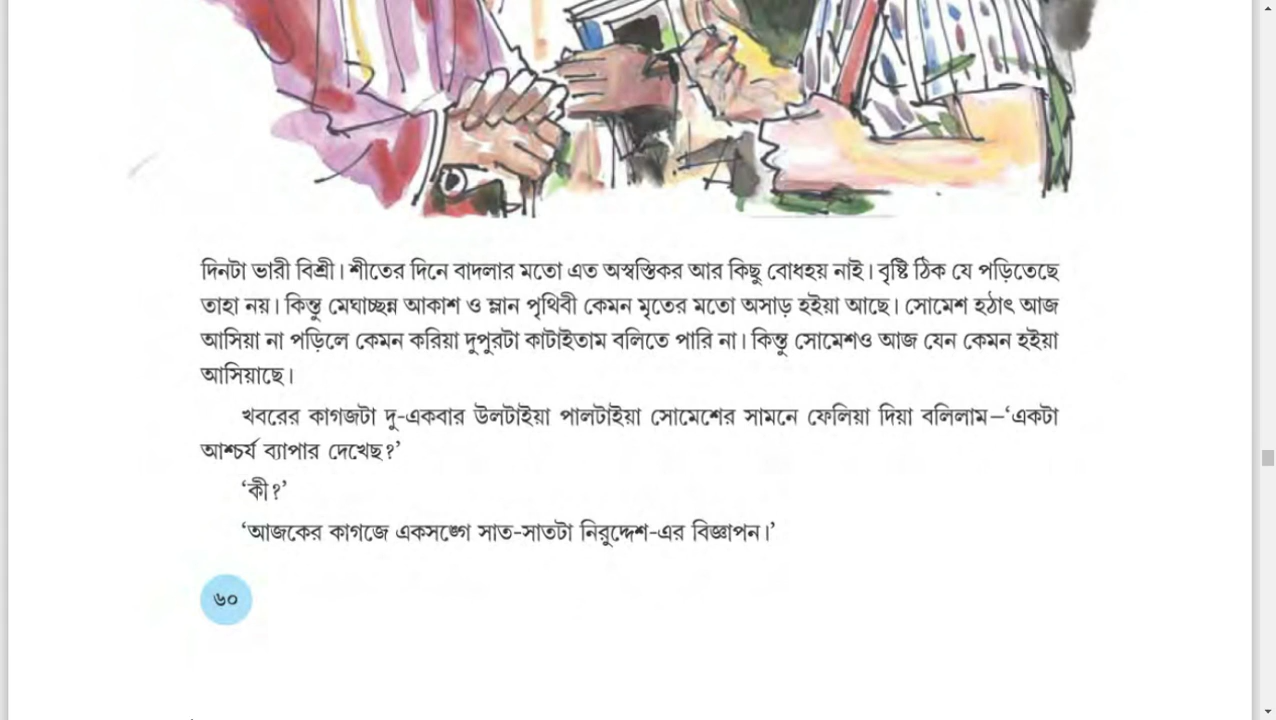 দিনটা ভারী বিশ্রী। শীতের দিনে বাদলার মতো এত অস্বস্তিকর আর কিছু বোধহয় নাই। বৃষ্টি ঠিক যে পড়িতেছে
তাহা নয়। কিন্তু মেঘাচ্ছন্ন আকাশ ও ম্লান পৃথিবী কেমন মৃতের মতো অসাড় হইয়া আছে। সোমেশ হঠাৎ আজ
আসিয়া না পড়িলে কেমন করিয়া দুপুরটা কাটাইতাম বলিতে পারি না। কিন্তু সোমেশও আজ যেন কেমন হইয়া
আসিয়াছে।
খবরের কাগজটা দু-একবার উলটাইয়া পালটাইয়া সোমেশের সামনে ফেলিয়া দিয়া বলিলাম—‘একটা
আশ্চর্য ব্যাপার দেখেছ?’
‘কী?’
‘আজকের কাগজে একসঙ্গে সাত-সাতটা নিরুদ্দেশ-এর বিজ্ঞাপন।’
৬০